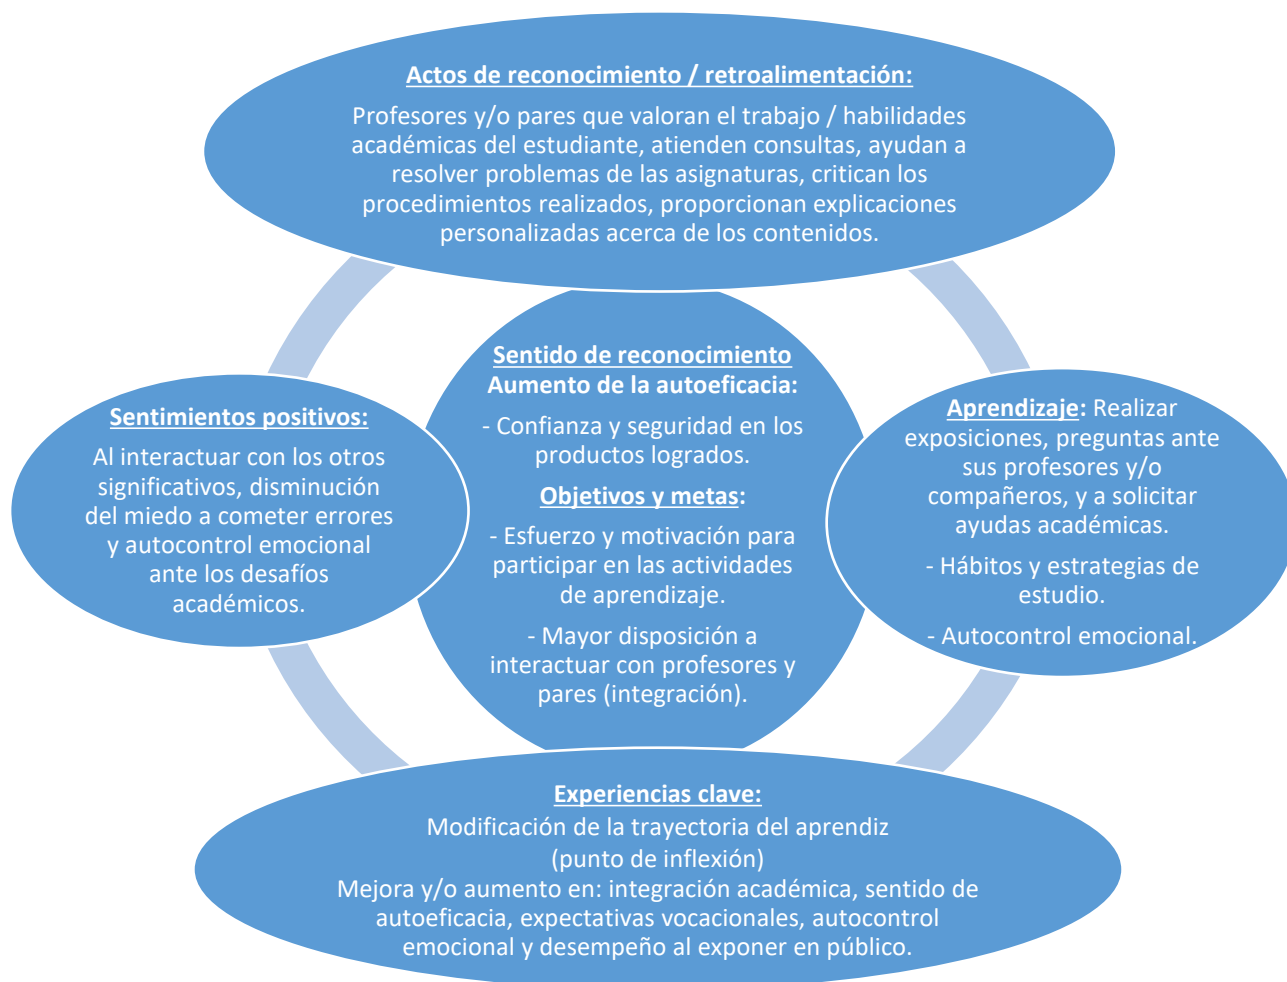 Actos de reconocimiento / retroalimentación:
Profesores y/o pares que valoran el trabajo / habilidades
académicas del estudiante, atienden consultas, ayudan a
resolver problemas de las asignaturas, critican los
procedimientos realizados, proporcionan explicaciones
personalizadas acerca de los contenidos.
Sentimientos positivos:
Al interactuar con los otros
significativos, disminución
del miedo a cometer errores
y autocontrol emocional
ante los desafíos
académicos.
Sentido de reconocimiento
Aumento de la autoeficacia:
- Confianza y seguridad en los
productos logrados.
Objetivos y metas:
- Esfuerzo y motivación para
participar en las actividades
de aprendizaje.
- Mayor disposición a
interactuar con profesores y
pares (integración).
Aprendizaje: Realizar
exposiciones, preguntas ante
sus profesores y/o
compañeros, y a solicitar
ayudas académicas.
- Hábitos y estrategias de
estudio.
- Autocontrol emocional.
Experiencias clave:
Modificación de la trayectoria del aprendiz
(punto de inflexión)
Mejora y/o aumento en: integración académica, sentido de
autoeficacia, expectativas vocacionales, autocontrol
emocional y desempeño al exponer en público.